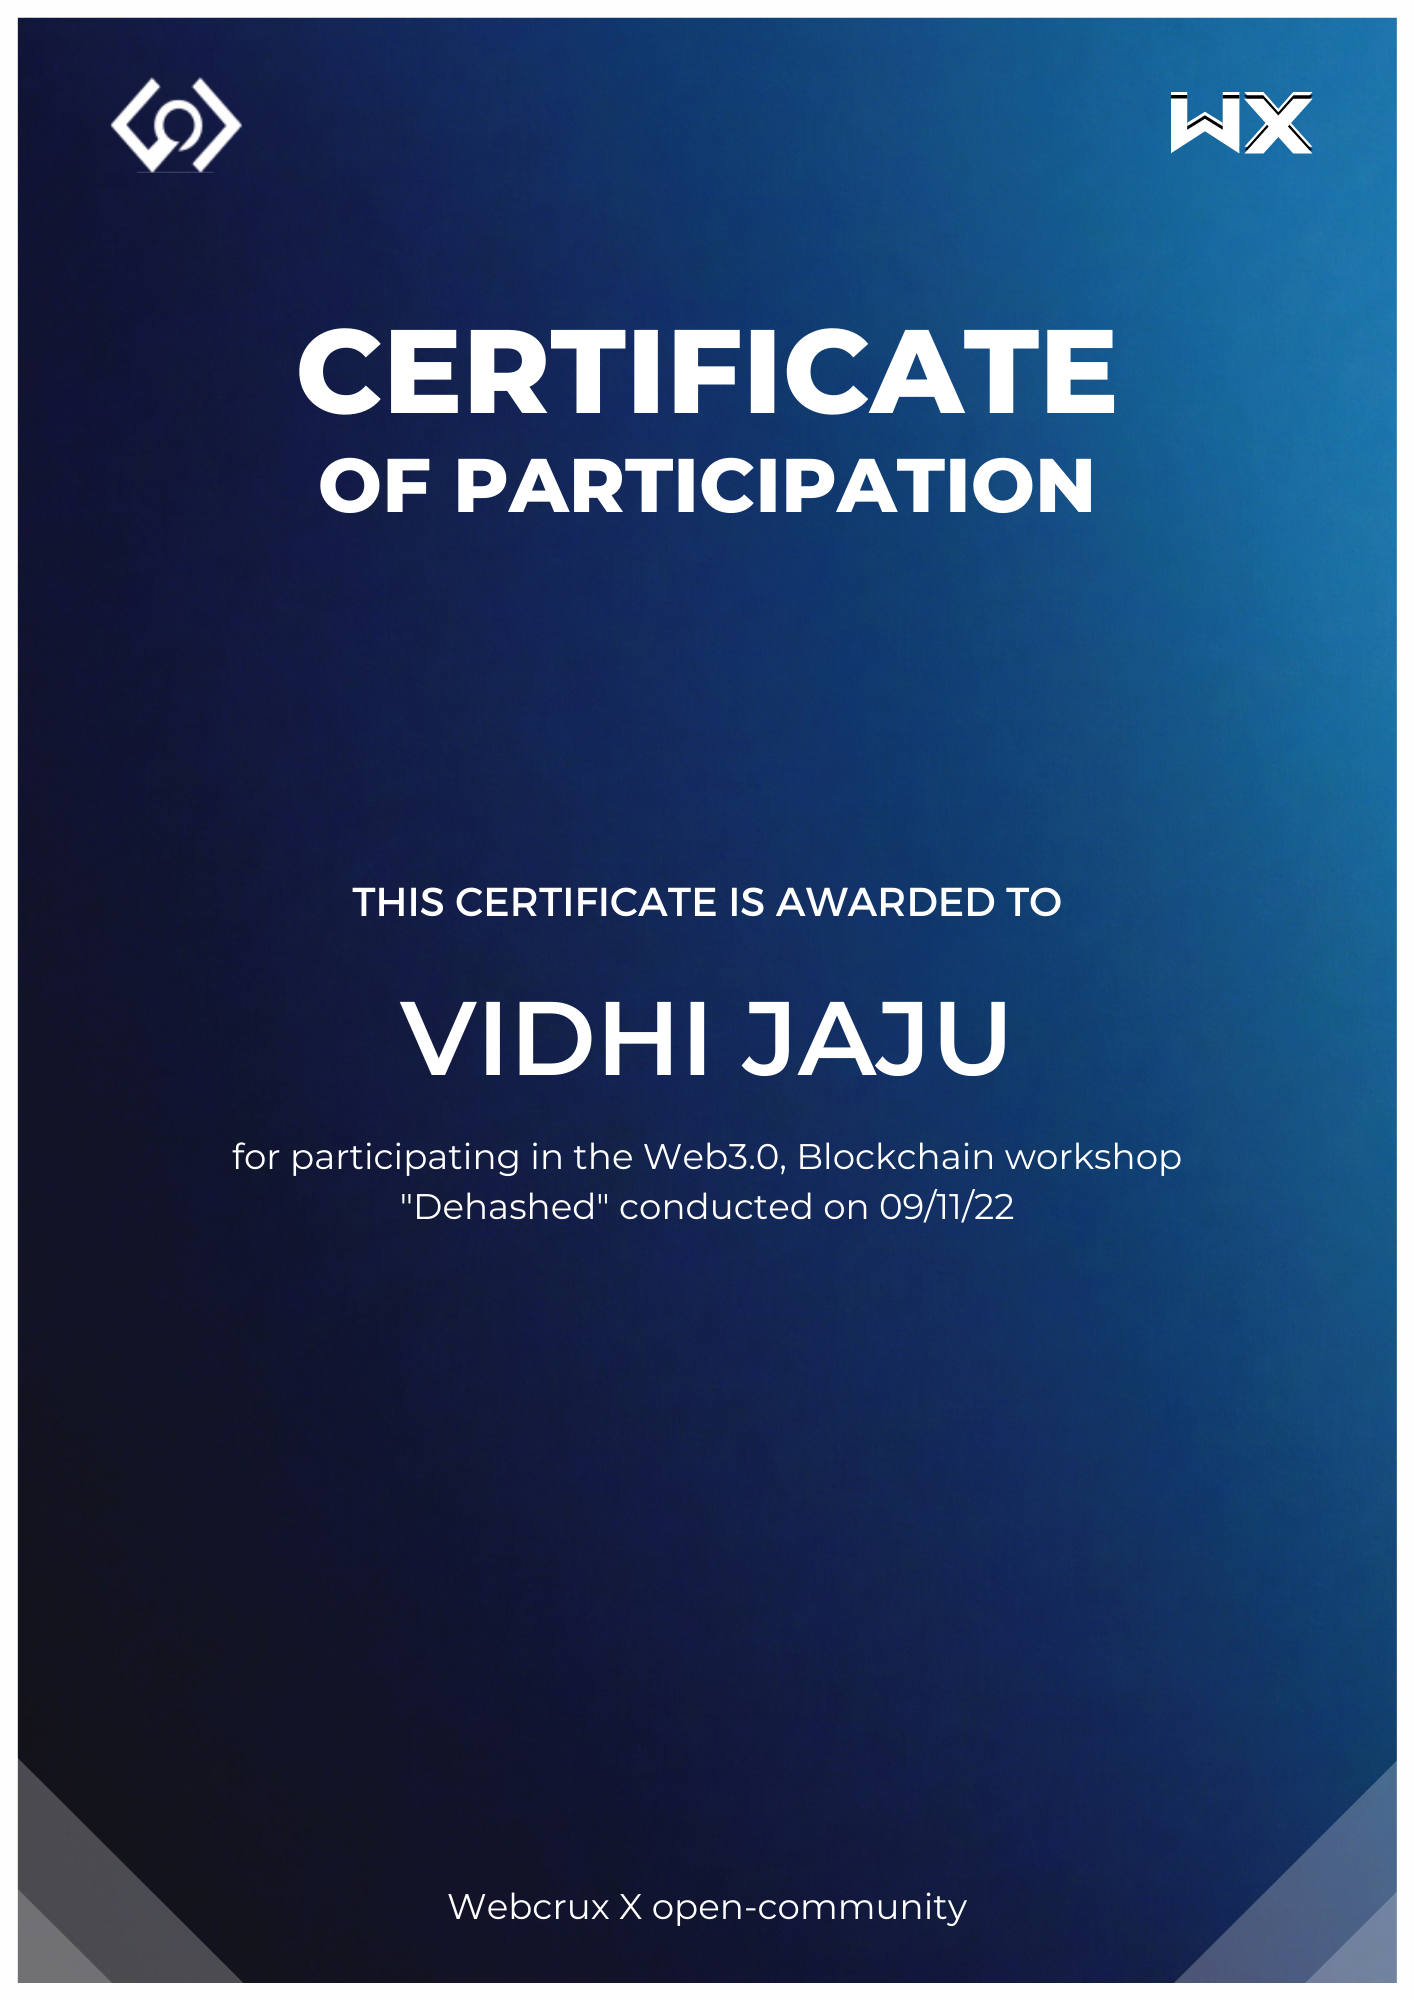 WX
CERTIFICATE
OF PARTICIPATION
THIS CERTIFICATE IS AWARDED TO
VIDHI JAJU
for participating in the Web3.0, Blockchain workshop
"Dehashed" conducted on 09/11/22
Webcrux X open-community